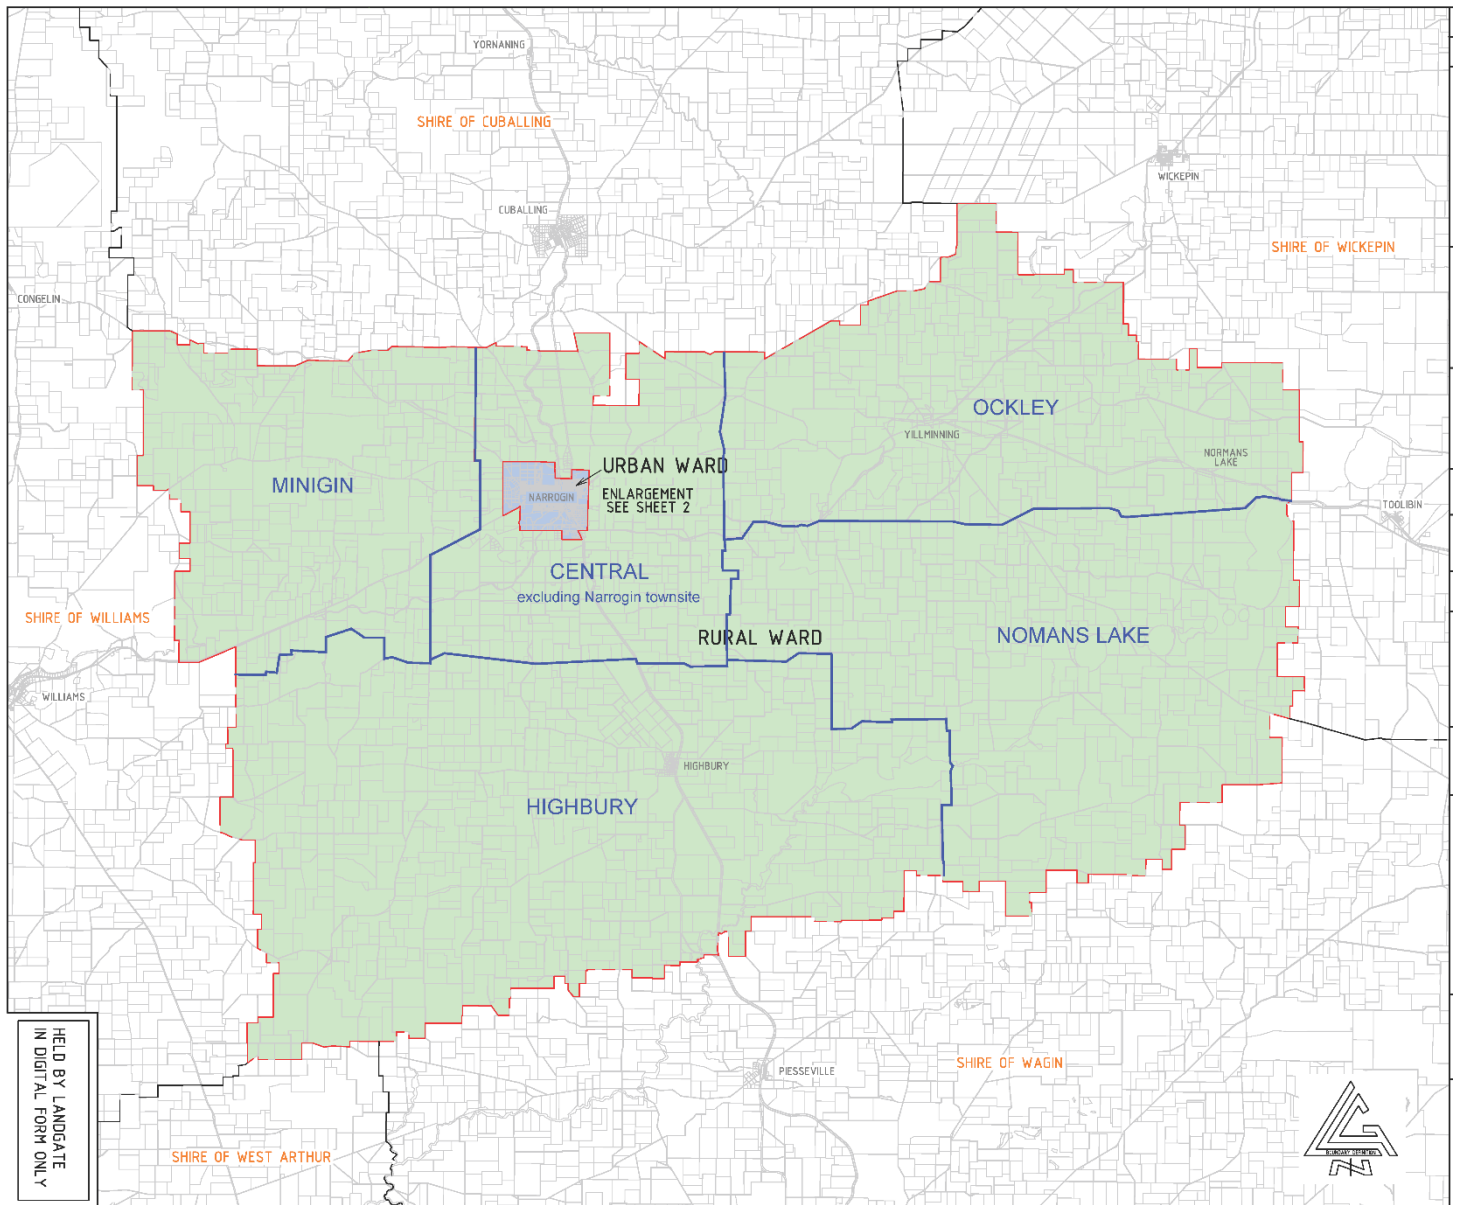 YORNANING
SHIRE OF CUBALLING
WICKEPIN
CUBALLING
SHIRE OF WICKEPIN
CONGELIN
OCKLEY
YILLMINNING
NORMANS
LAKE
URBAN WARD
MINIGIN
NARROGIN
ENLARGEMENT
SEE SHEET 2
TOOLIBIN
CENTRAL
excluding Narrogin townsite
SHIRE OF WILLIAMS
RURAL WARD
NOMANS LAKE
WILLIAMS
HIGHBURY
HIGHBURY
PIESSEVILLE
SHIRE OF WAGIN
HELD BY LANDGATE
IN DIGITAL FORM ONLY
SHIRE OF WEST ARTHUR
BOUNDARY DEFINITION